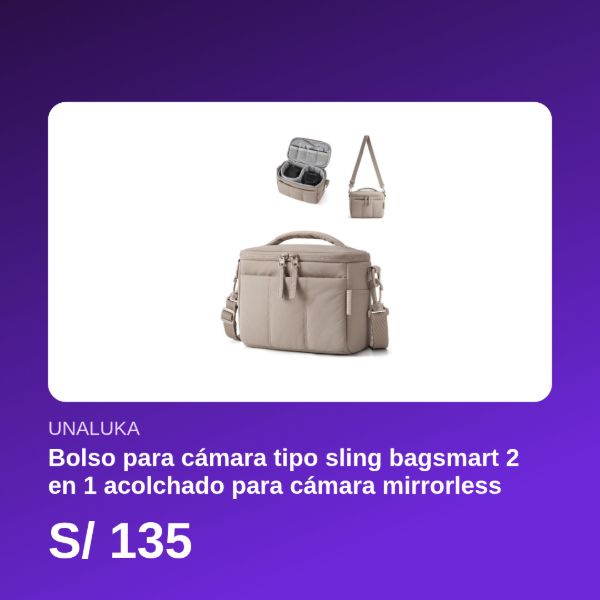 UNALUKA
Bolso para cámara tipo sling bagsmart 2
en 1 acolchado para cámara mirrorless
S/ 135